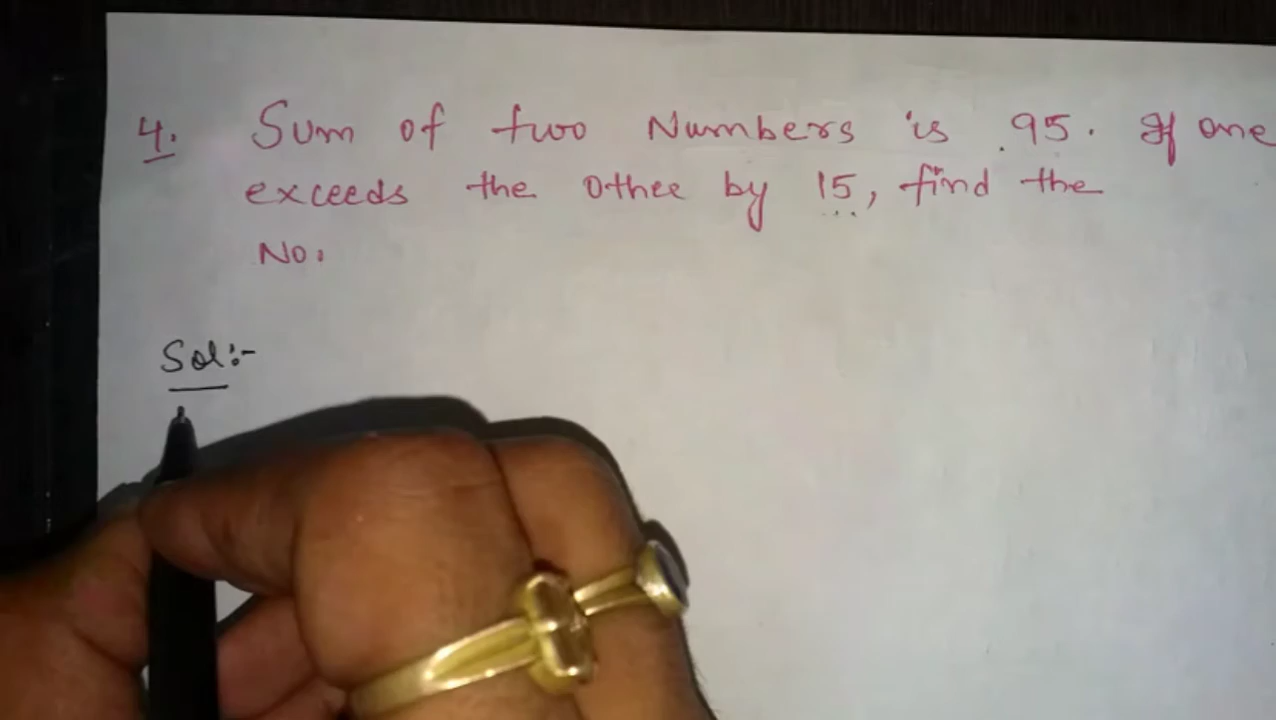 4. Sum of two Numbers is 95. If one
exceeds the other by 15, find the
No.
Sol:-